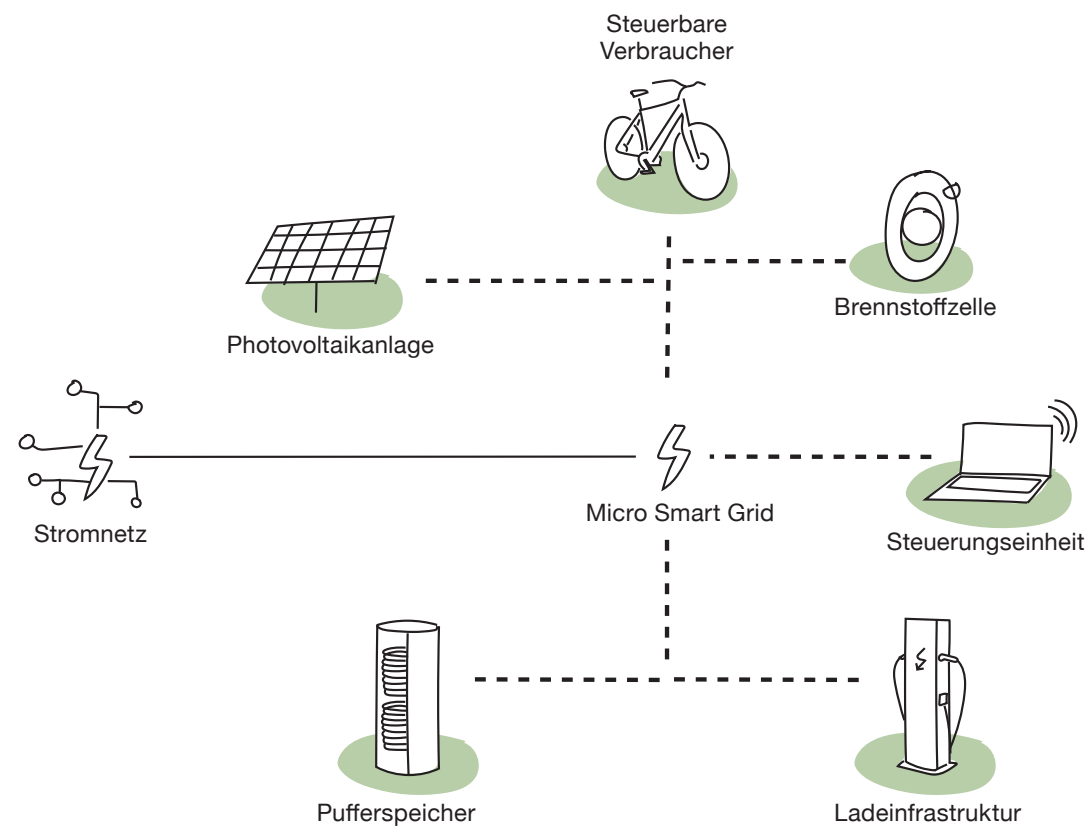 Steuerbare
Verbraucher
Brennstoffzelle
Photovoltaikanlage
Stromnetz
Micro Smart Grid
Steuerungseinheit
Pufferspeicher
Ladeinfrastruktur